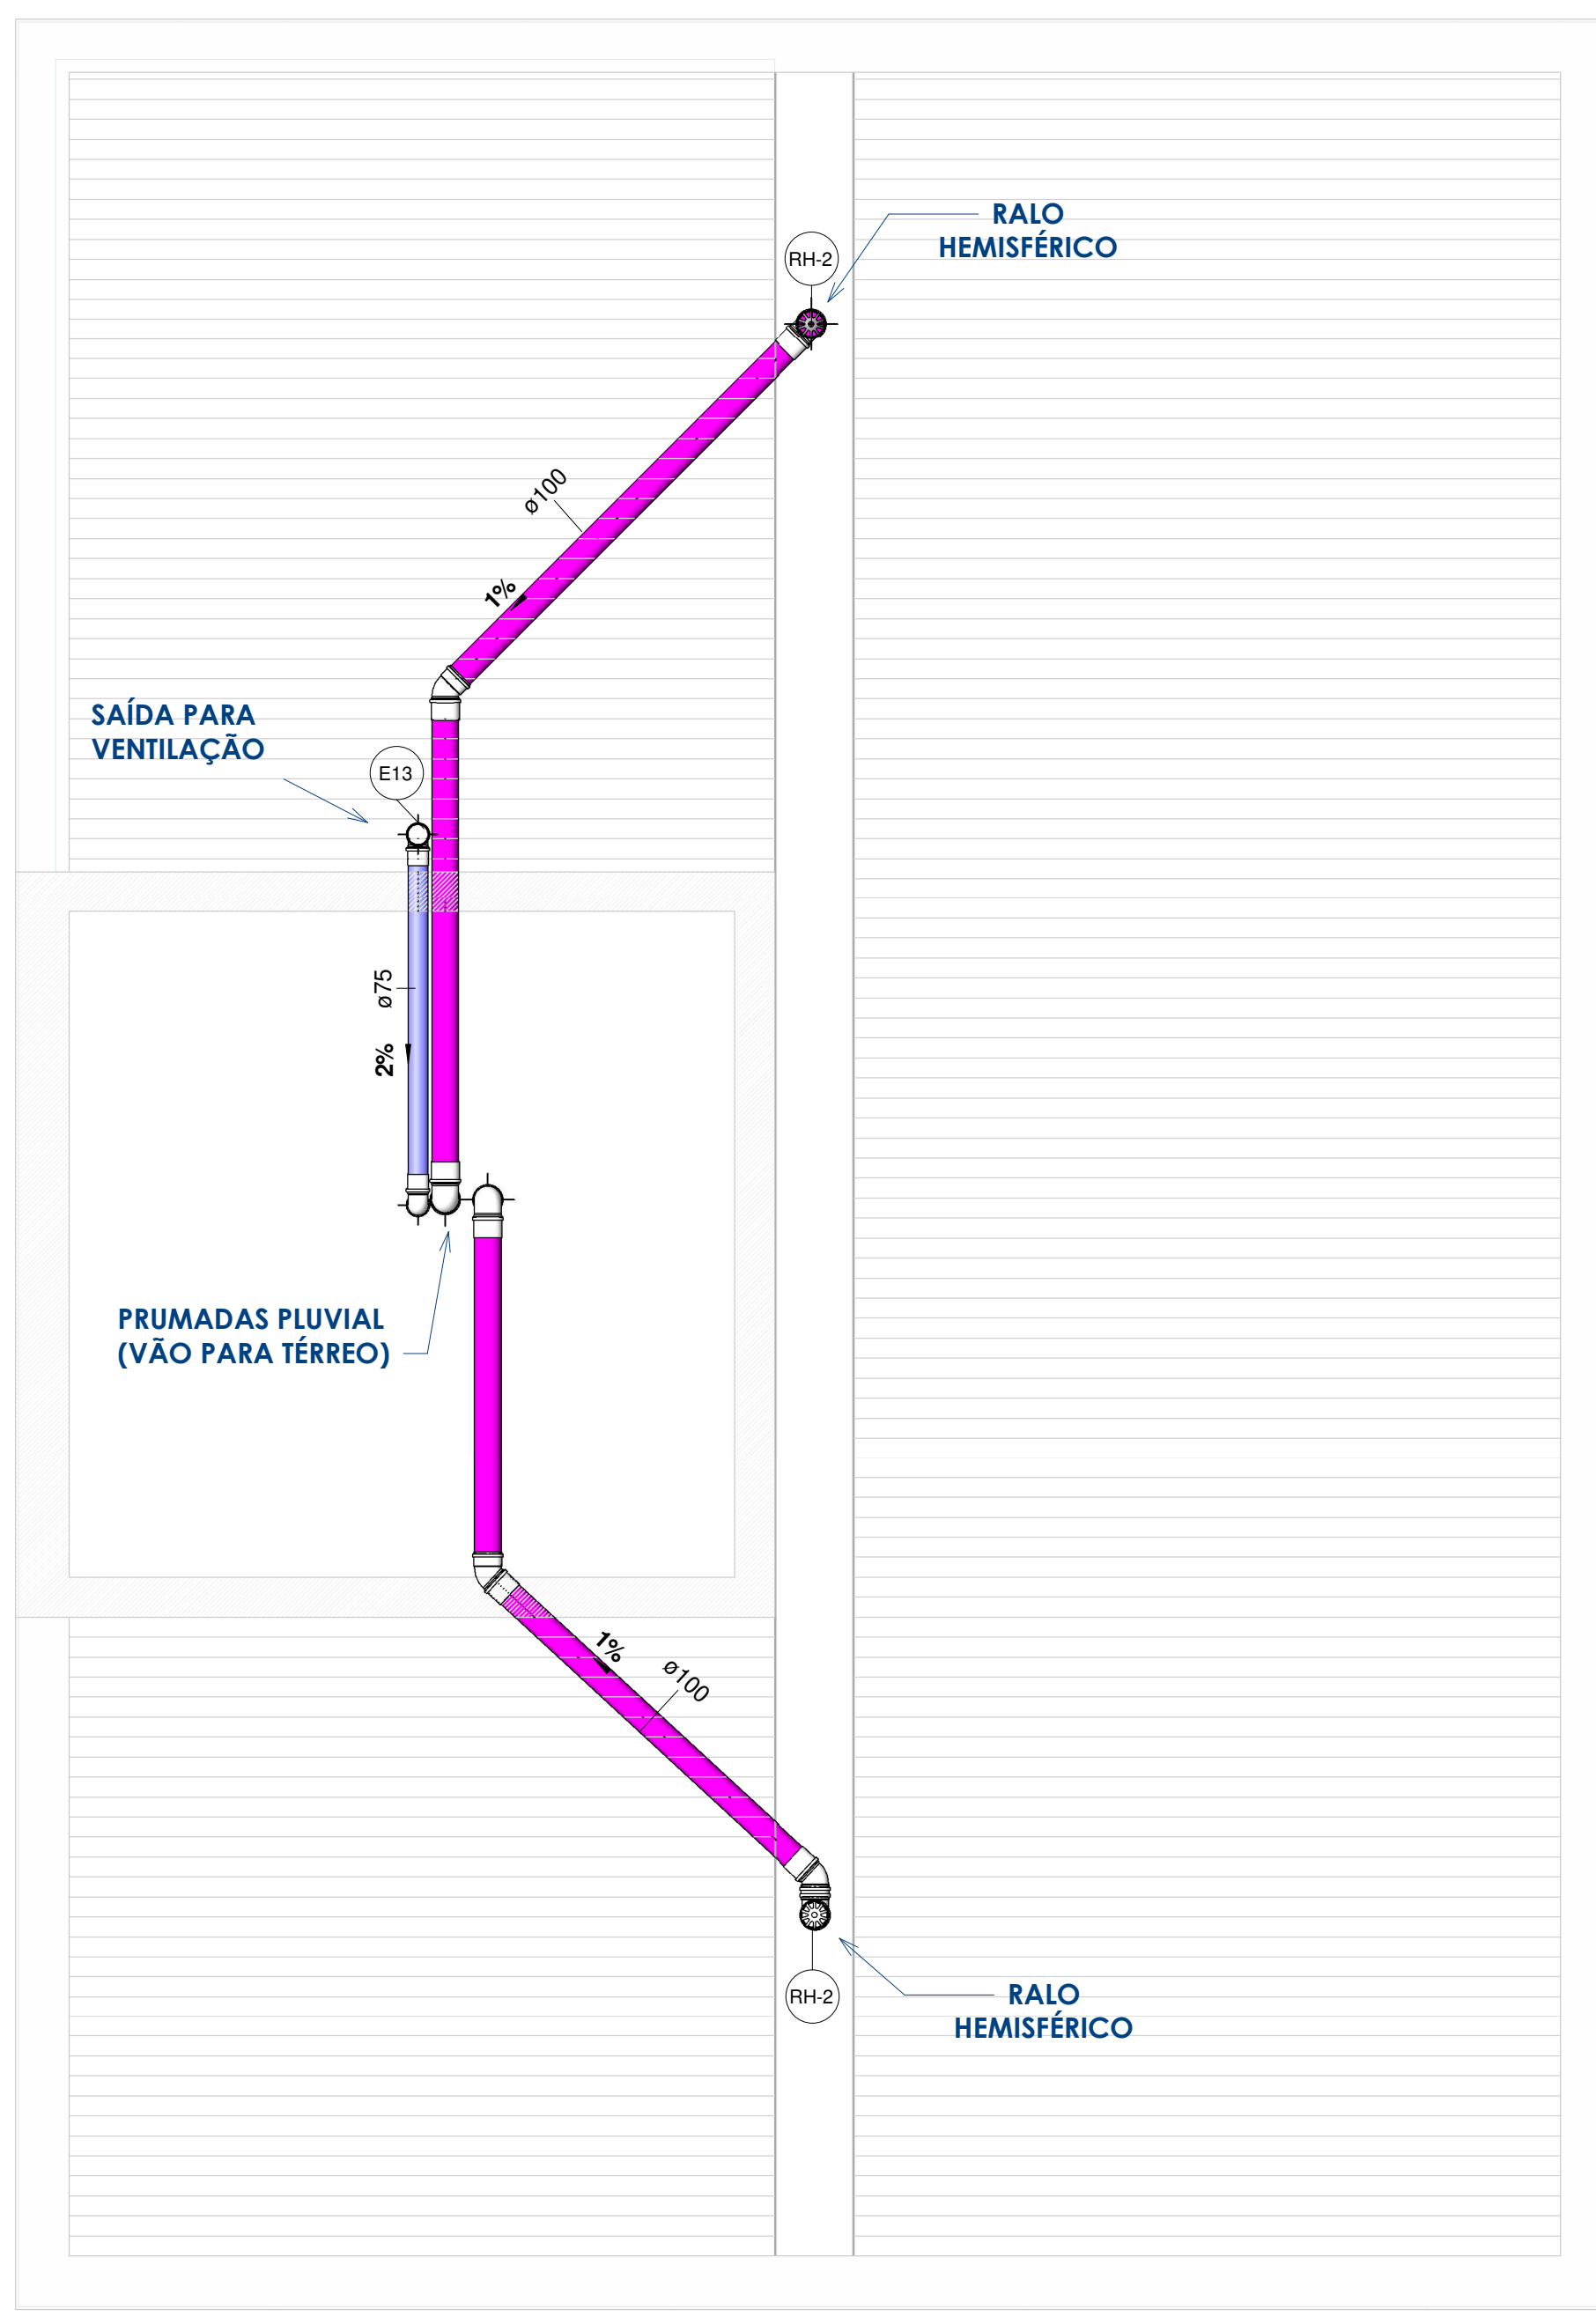 RALO
HEMISFÉRICO
RH-2
ø100
1%
SAÍDA PARA
VENTILAÇÃO
E13
ø75
2%
PRUMADAS PLUVIAL
(VÃO PARA TÉRREO)
1%
ø100
RH-2
RALO
HEMISFÉRICO